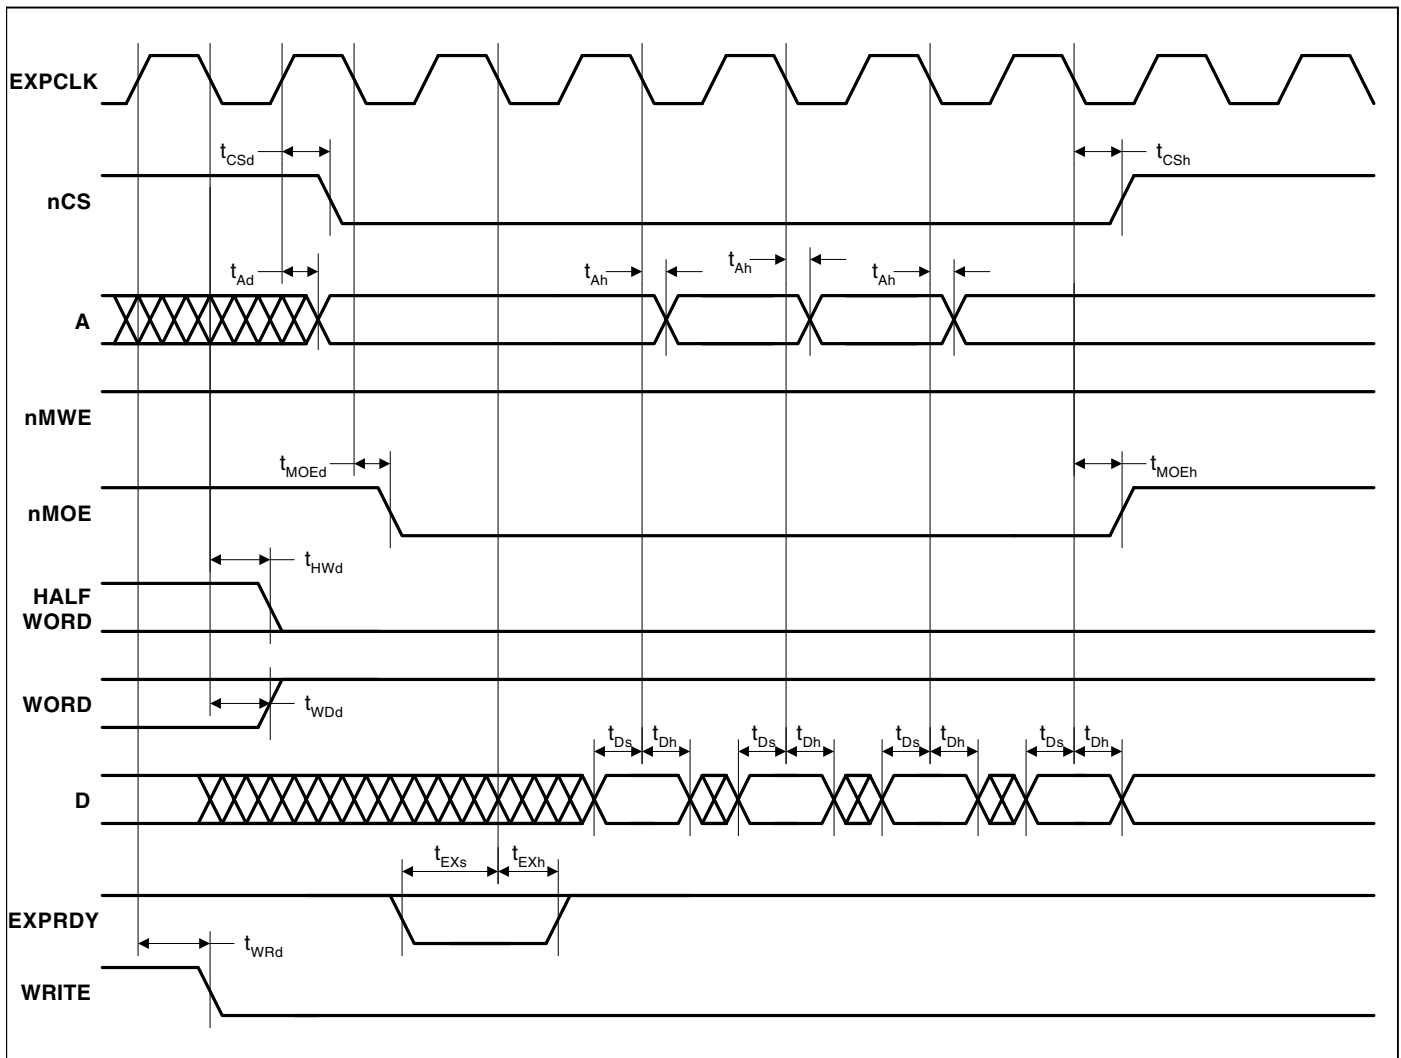 EXPCLK
tCSd
tCSh
nCS
tAd
tAh
tAh
tAh
A
nMWE
tMOEd
tMOEh
nMOE
tHWd
HALF
WORD
WORD
tWDd
tDs
tDh
tDs
tDh
tDs
tDh
tDs
tDh
D
tEXs
tEXh
EXPRDY
tWRd
WRITE